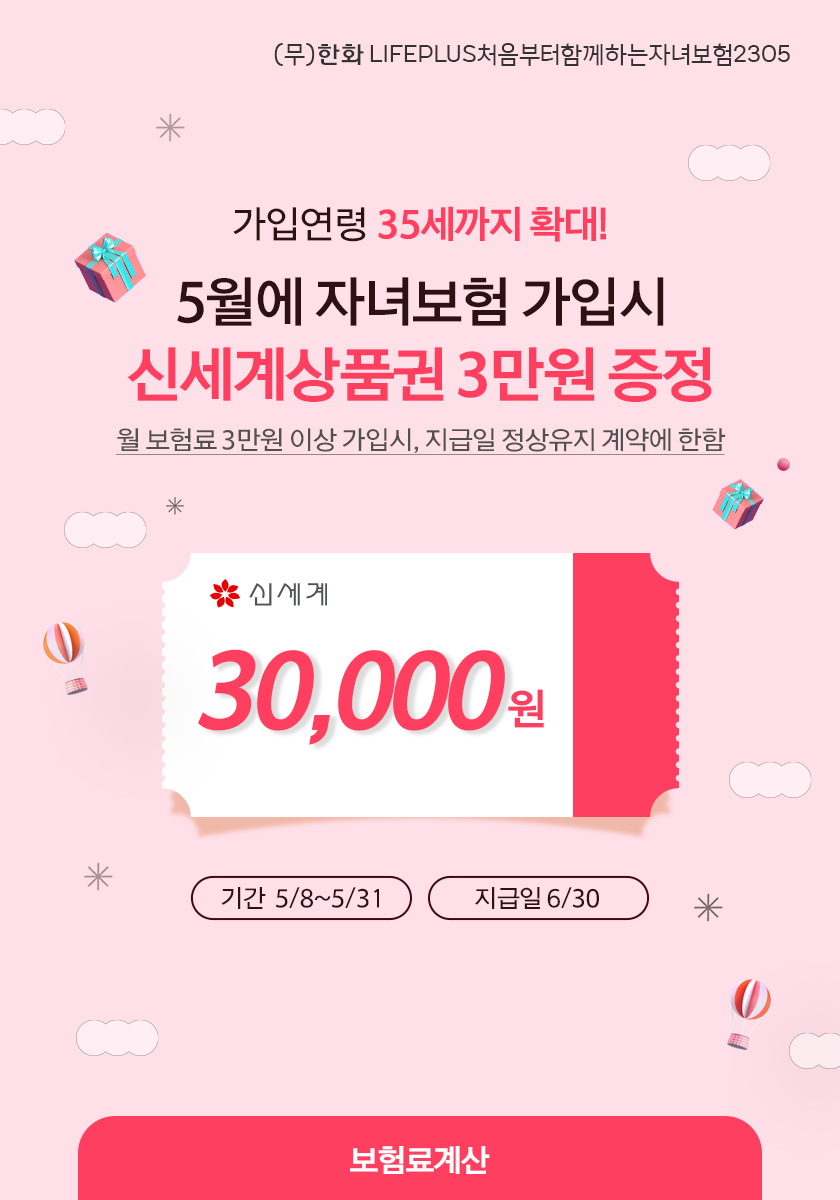 (무)한화 LIFEPLUS처음부터함께하는자녀보험2305
가입연령 35세까지 확대!
5월에 자녀보험 가입시
신세계상품권 3만원 증정
월 보험료 3만원 이상 가입시, 지급일 정상유지 계약에 한함
신세계
30,000원
기간 5/8~5/31
지급일 6/30
보험료계산